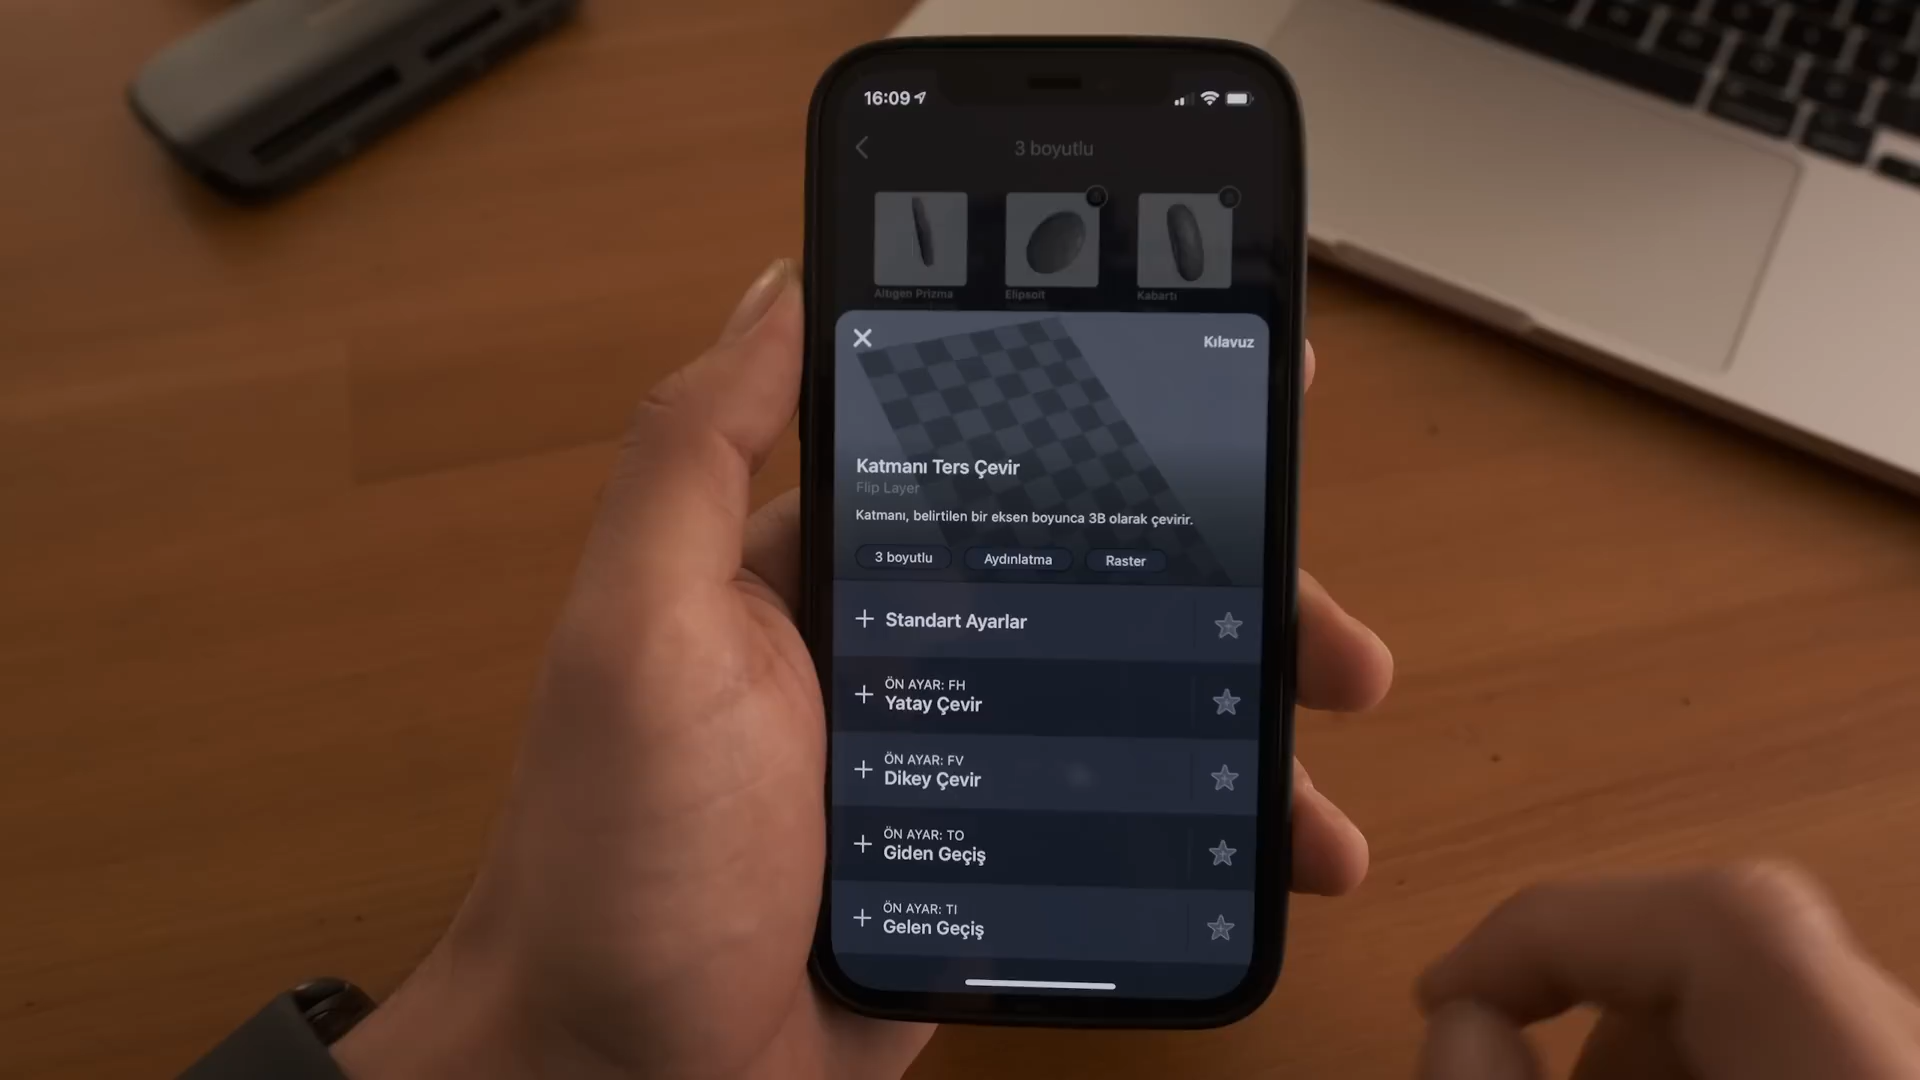 16:09
3 boyutlu
Altıgen Prizma
Elipsoit
Kabartı
Kılavuz
Katmanı Ters Çevir
Flip Layer
Katmanı, belirtilen bir eksen boyunca 3B olarak çevirir.
3 boyutlu
Aydınlatma
Raster
Standart Ayarlar
ÖN AYAR: FH
Yatay Çevir
ÖN AYAR: FV
Dikey Çevir
ÖN AYAR: TO
Giden Geçiş
ÖN AYAR: TI
Gelen Geçiş